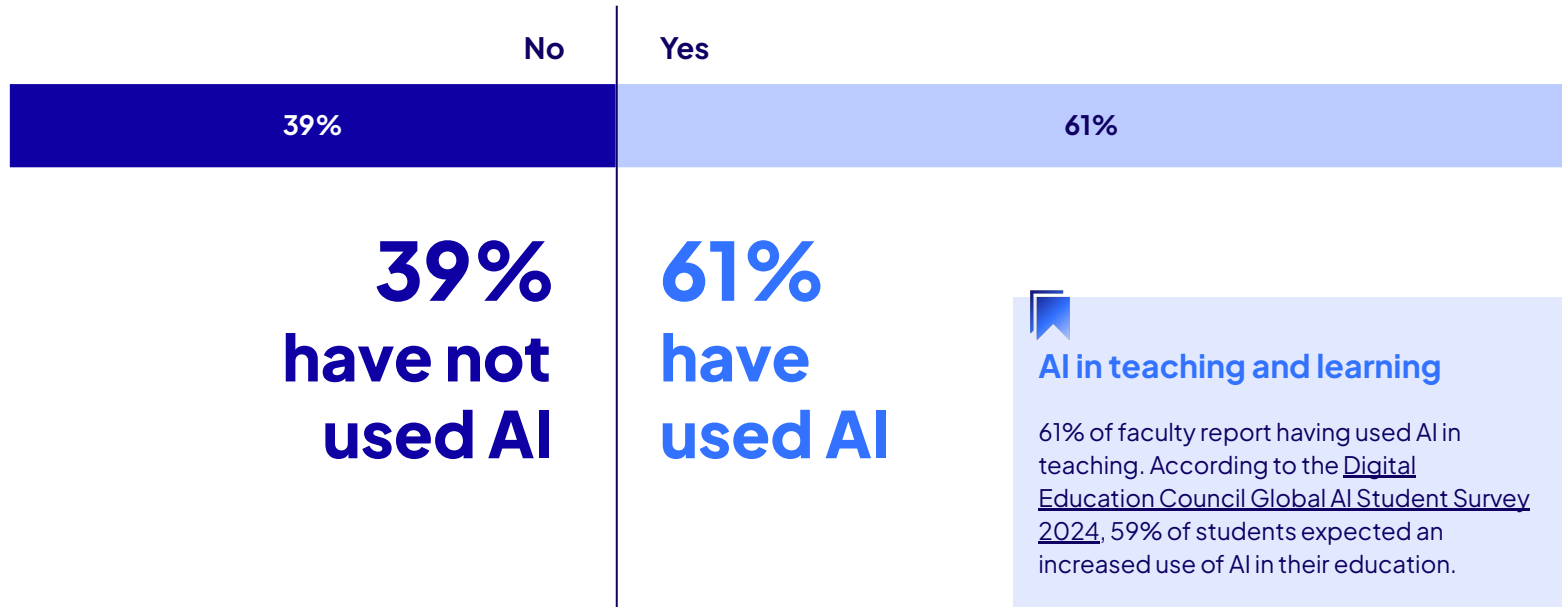 No
Yes
39%
61%
39%
have not
used AI
61%
have
used AI
AI in teaching and learning
61% of faculty report having used AI in
teaching. According to the Digital
Education Council Global AI Student Survey
2024, 59% of students expected an
increased use of AI in their education.